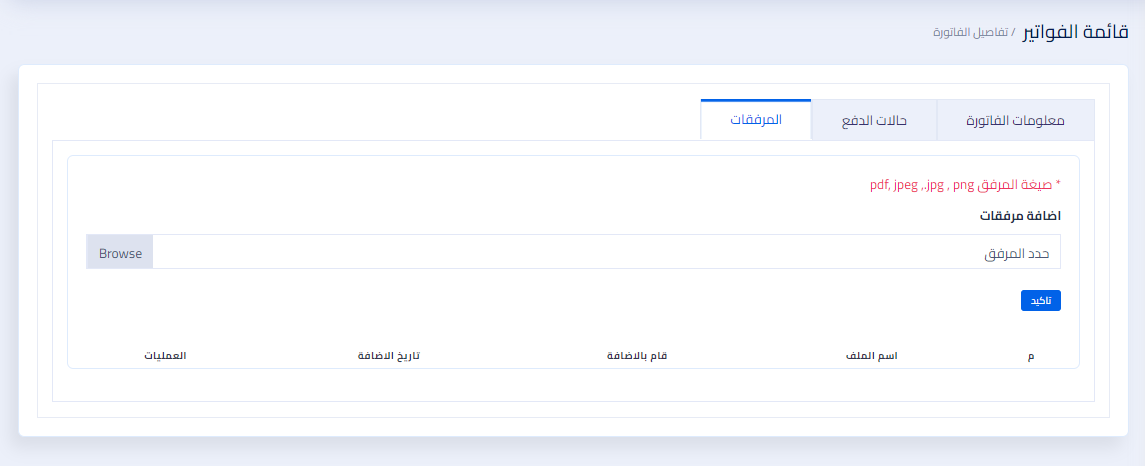 قائمة الفواتير / تفاصيل الفاتورة
معلومات الفاتورة
حالات الدفع
المرفقات
* صيغة المرفق pdf, jpeg ,.jpg , png
اضافة مرفقات
حدد المرفق
Browse
تاكيد
م اسم الملف قام بالاضافة تاريخ الاضافة العمليات